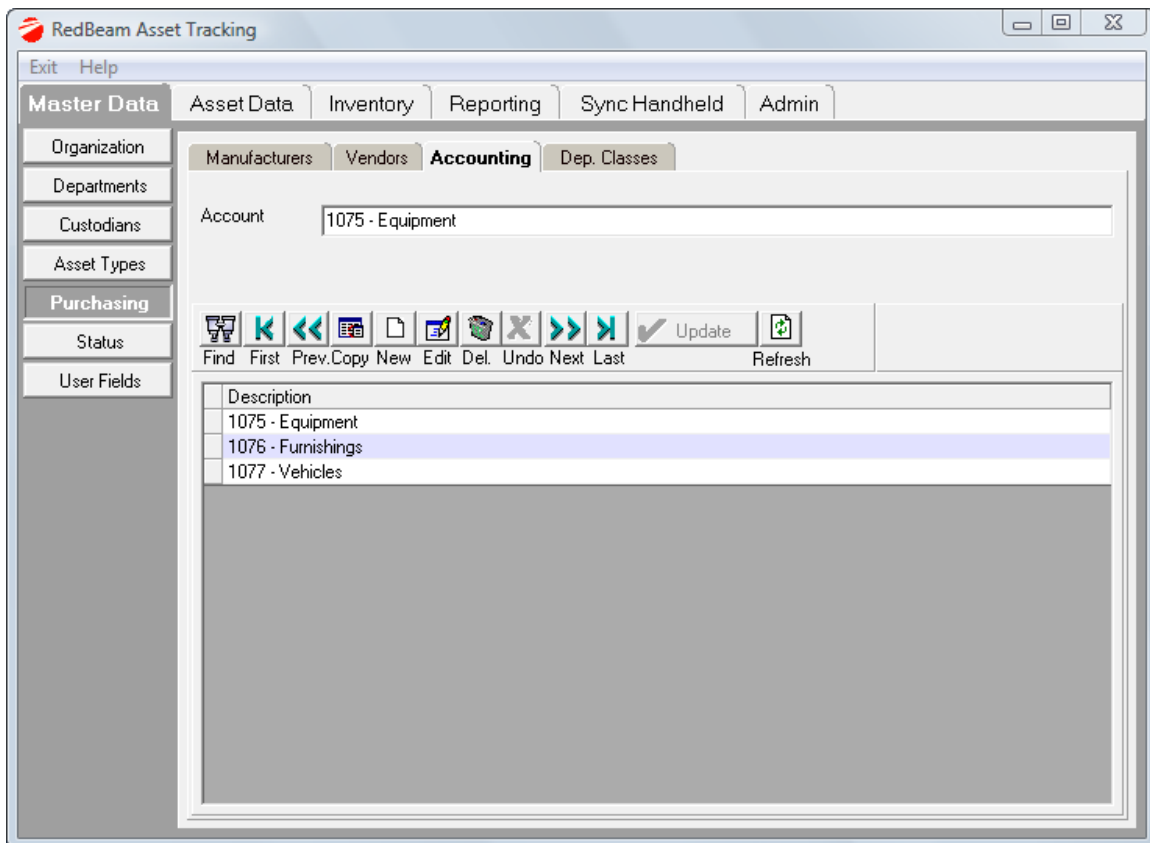 RedBeam Asset Tracking
Exit Help
Master Data Asset Data Inventory Reporting Sync Handheld Admin
Organization
Departments
Custodians
Asset Types
Purchasing
Status
User Fields
Manufacturers Vendors Accounting Dep. Classes
Account 1075 - Equipment
Update
Find First Prev. Copy New Edit Del. Undo Next Last Refresh
Description
1075 - Equipment
1076 - Furnishings
1077 - Vehicles